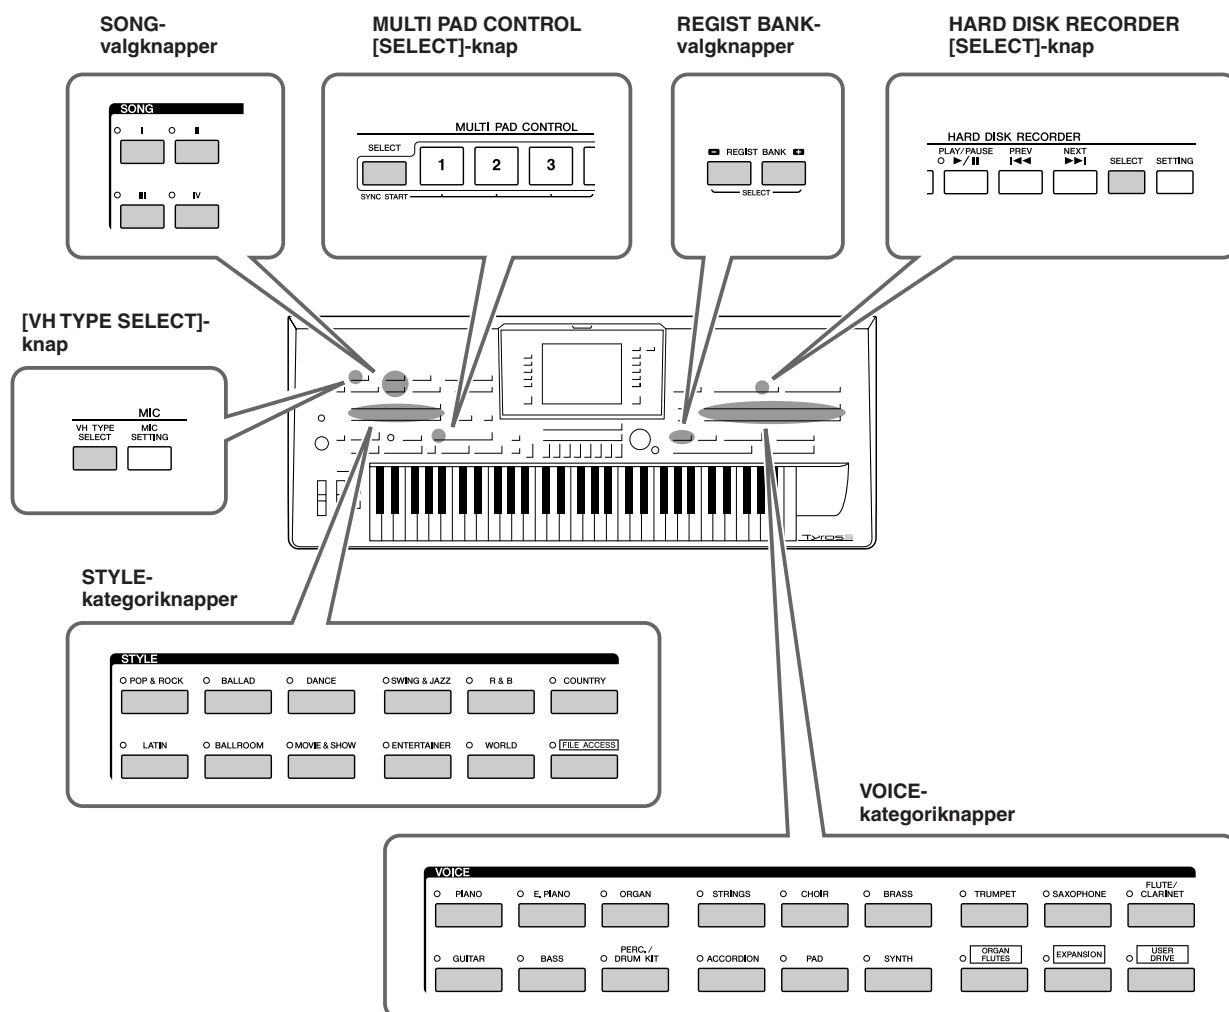 SONG-
valgknapper
MULTI PAD CONTROL
[SELECT]-knap
REGIST BANK-
valgknapper
HARD DISK RECORDER
[SELECT]-knap
SONG
I II
III IV
MULTI PAD CONTROL
SELECT
1 2 3
SYNC START
REGIST BANK
SELECT
HARD DISK RECORDER
PLAY/PAUSE PREV NEXT
SELECT SETTING
[VH TYPE SELECT]-
knap
MIC
VH TYPE
SELECT
MIC
SETTING
Tyros
STYLE-
kategoriknapper
STYLE
POP & ROCK BALLAD DANCE SWING & JAZZ R & B COUNTRY
LATIN BALLROOM MOVIE & SHOW ENTERTAINER WORLD FILE ACCESS
VOICE-
kategoriknapper
VOICE
PIANO E. PIANO ORGAN STRINGS CHOIR BRASS TRUMPET SAXOPHONE FLUTE/
CLARINET
GUITAR BASS PERC. /
DRUM KIT ACCORDION PAD SYNTH ORGAN
FLUTES EXPANSION USER
DRIVE